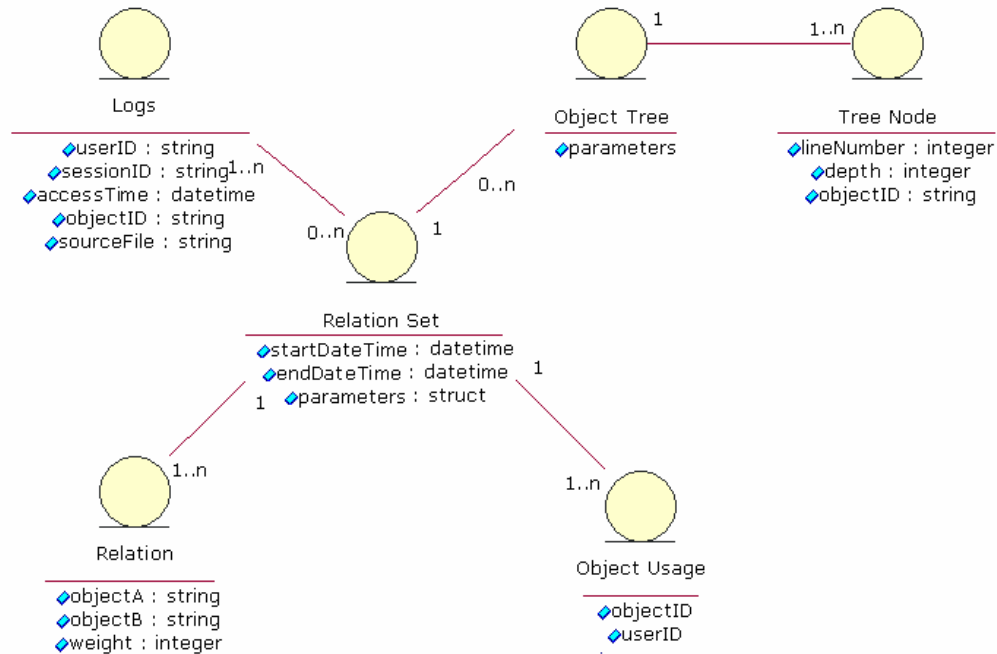 Logs
userID : string
sessionID : string
accessTime : datetime
objectID : string
sourceFile : string
1..n
0..n
Object Tree
parameters
1
1..n
Tree Node
lineNumber : integer
depth : integer
objectID : string
0..n
1
Relation Set
startDateTime : datetime
endDateTime : datetime
parameters : struct
1
1..n
1
1..n
Relation
objectA : string
objectB : string
weight : integer
Object Usage
objectID
userID